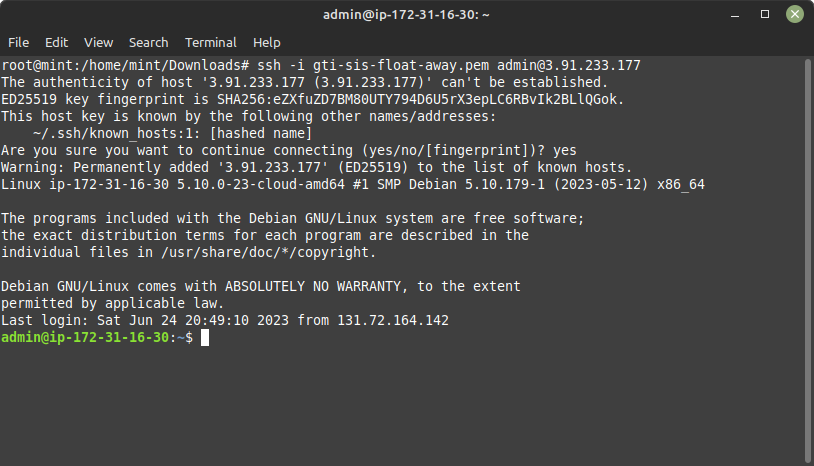 admin@ip-172-31-16-30: ~
File Edit View Search Terminal Help
root@mint:/home/mint/Downloads# ssh -i gti-sis-float-away.pem admin@3.91.233.177
The authenticity of host '3.91.233.177 (3.91.233.177)' can't be established.
ED25519 key fingerprint is SHA256:eZXfuZD7BM80UTY794D6U5rX3epLC6RBvIk2BLlQGok.
This host key is known by the following other names/addresses:
    ~/.ssh/known_hosts:1: [hashed name]
Are you sure you want to continue connecting (yes/no/[fingerprint])? yes
Warning: Permanently added '3.91.233.177' (ED25519) to the list of known hosts.
Linux ip-172-31-16-30 5.10.0-23-cloud-amd64 #1 SMP Debian 5.10.179-1 (2023-05-12) x86_64

The programs included with the Debian GNU/Linux system are free software;
the exact distribution terms for each program are described in the
individual files in /usr/share/doc/*/copyright.

Debian GNU/Linux comes with ABSOLUTELY NO WARRANTY, to the extent
permitted by applicable law.
Last login: Sat Jun 24 20:49:10 2023 from 131.72.164.142
admin@ip-172-31-16-30:~$